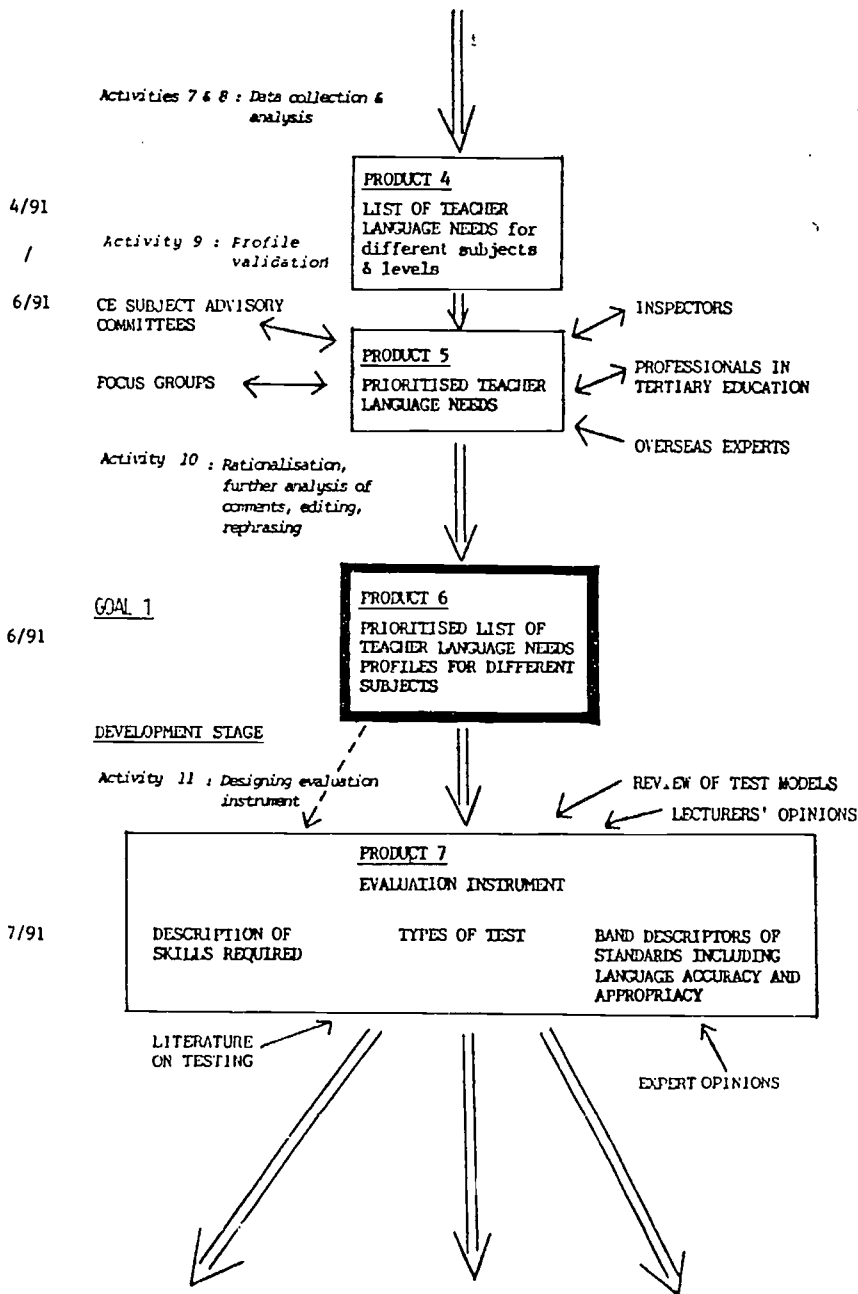 Activities 7 & 8 : Data collection &
analysis
PRODUCT 4
LIST OF TEACHER
LANGUAGE NEEDS for
different subjects
& levels
4/91
/
6/91
Activity 9 : Profile
validation
CE SUBJECT ADVISORY
COMMITTEES
INSPECTORS
PRODUCT 5
PRIORITISED TEACHER
LANGUAGE NEEDS
FOCUS GROUPS
PROFESSIONALS IN
TERTIARY EDUCATION
OVERSEAS EXPERTS
Activity 10 : Rationalisation,
further analysis of
comments, editing,
rephrasing
GOAL 1
6/91
PRODUCT 6
PRIORITISED LIST OF
TEACHER LANGUAGE NEEDS
PROFILES FOR DIFFERENT
SUBJECTS
DEVELOPMENT STAGE
Activity 11 : Designing evaluation
instrument
REVIEW OF TEST MODELS
LECTURERS' OPINIONS
PRODUCT 7
EVALUATION INSTRUMENT
7/91
DESCRIPTION OF
SKILLS REQUIRED
TYPES OF TEST
BAND DESCRIPTORS OF
STANDARDS INCLUDING
LANGUAGE ACCURACY AND
APPROPRIACY
LITERATURE
ON TESTING
EXPERT OPINIONS